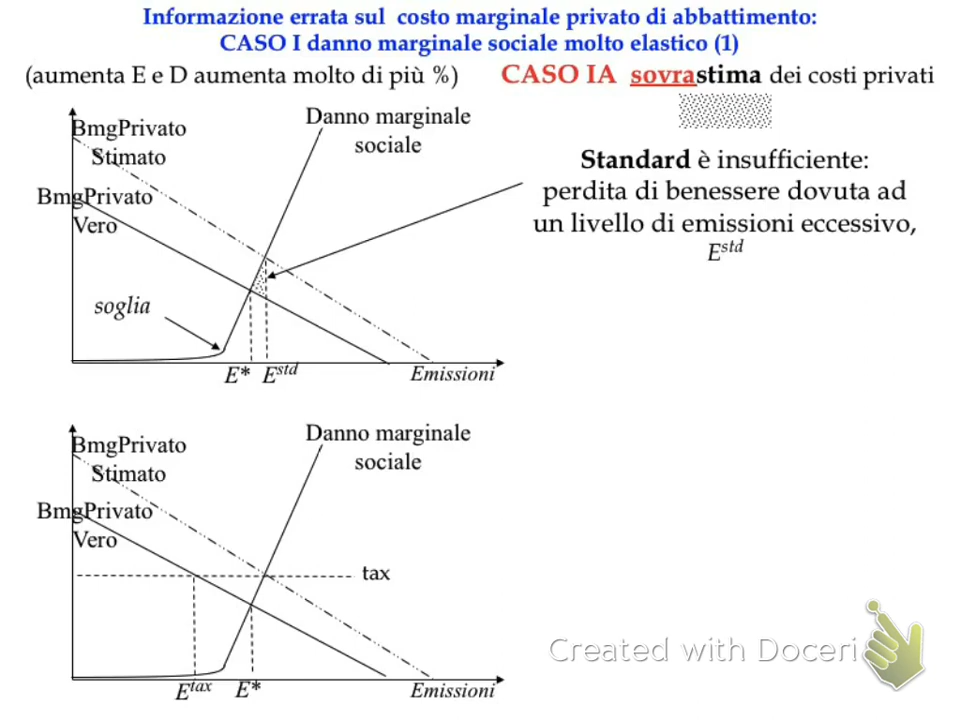 Informazione errata sul costo marginale privato di abbattimento:
CASO I danno marginale sociale molto elastico (1)
(aumenta E e D aumenta molto di più %)
CASO IA sovrastima dei costi privati
BmgPrivato
Stimato
Danno marginale
sociale
BmgPrivato
Vero
Standard è insufficiente:
perdita di benessere dovuta ad
un livello di emissioni eccessivo,
E^std
soglia
E*
E^std
Emissioni
BmgPrivato
Stimato
Danno marginale
sociale
BmgPrivato
Vero
tax
E^tax
E*
Emissioni
Created with Doceri